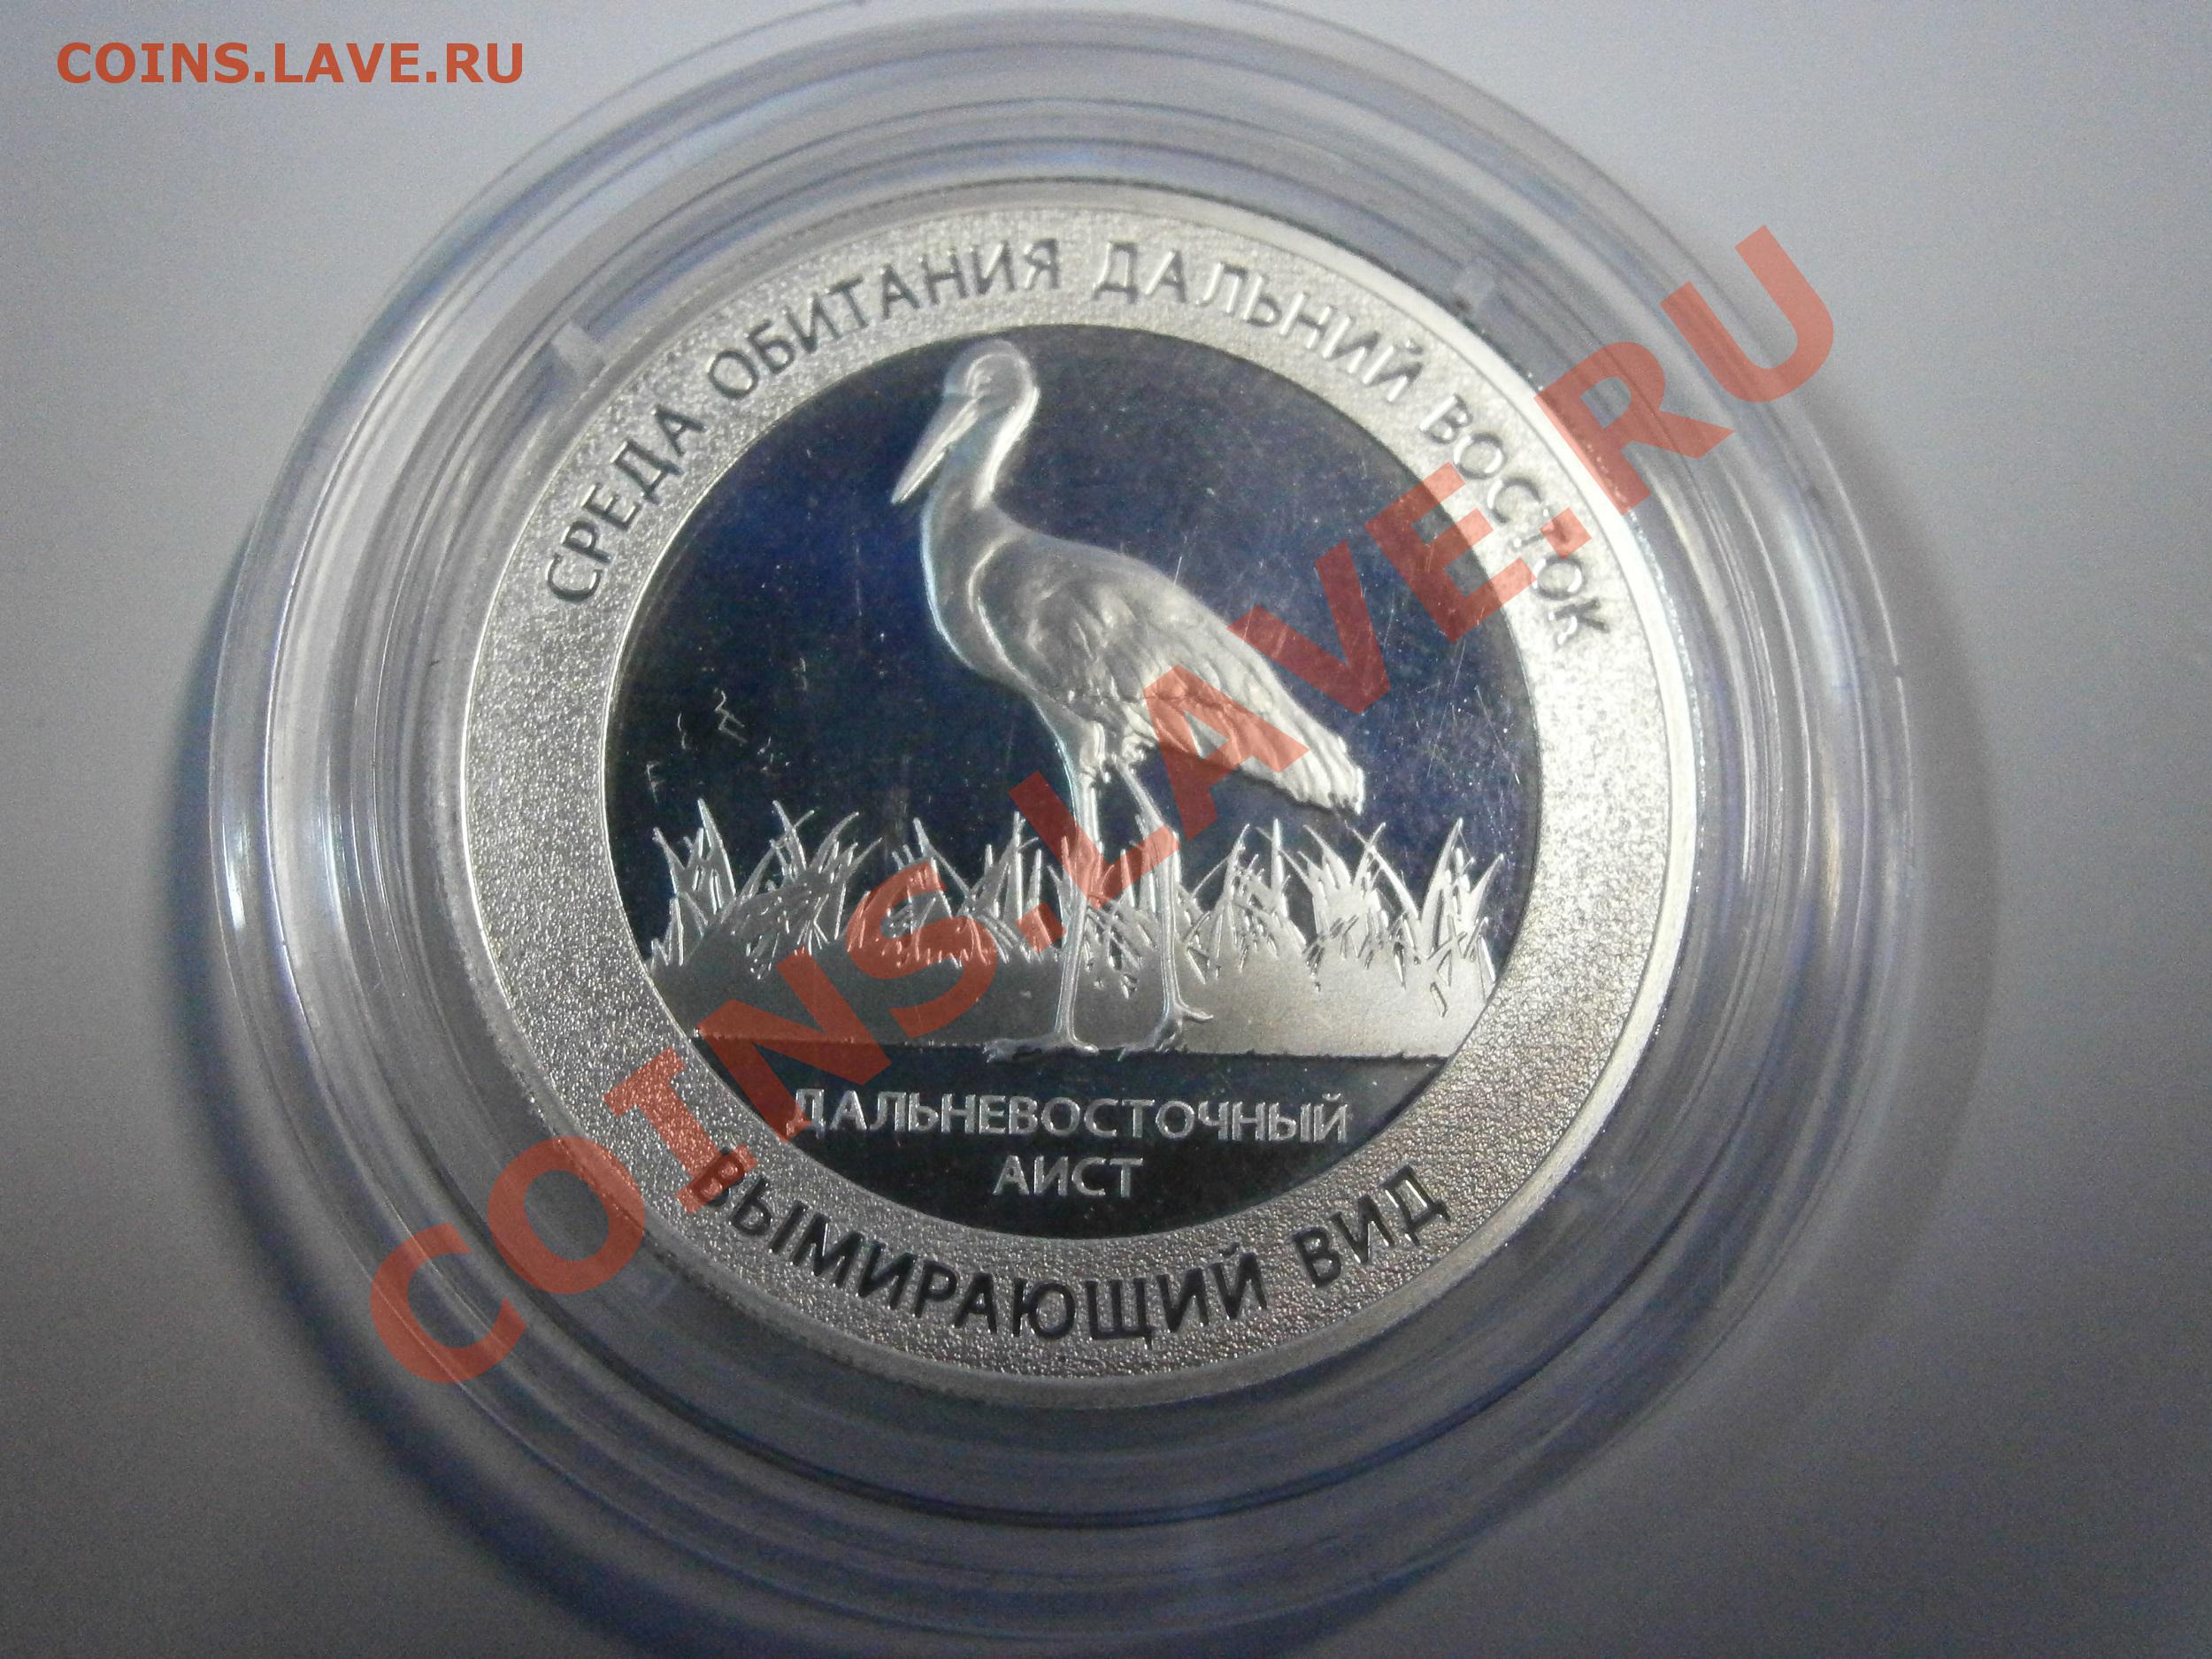 COINS.LAVE.RU
СРЕДА ОБИТАНИЯ ДАЛЬНИЙ ВОСТОК
ДАЛЬНЕВОСТОЧНЫЙ
АИСТ
ВЫМИРАЮЩИЙ ВИД
COINS.LAVE.RU